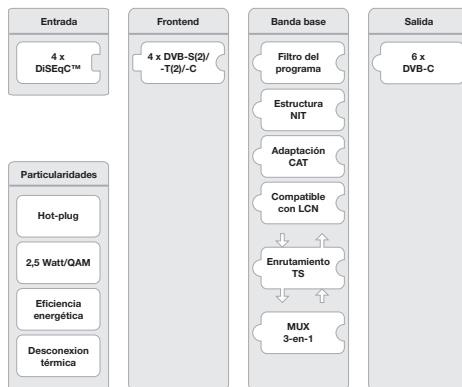 Entrada
4 x
DiSEqC™
Particularidades
Hot-plug
2,5 Watt/QAM
Eficiencia
energética
Desconexion
térmica
Frontend
4 x DVB-S(2)/
-T(2)/-C
Banda base
Filtro del
programa
Estructura
NIT
Adaptación
CAT
Compatible
con LCN
Enrutamiento
TS
MUX
3-en-1
Salida
6 x
DVB-C